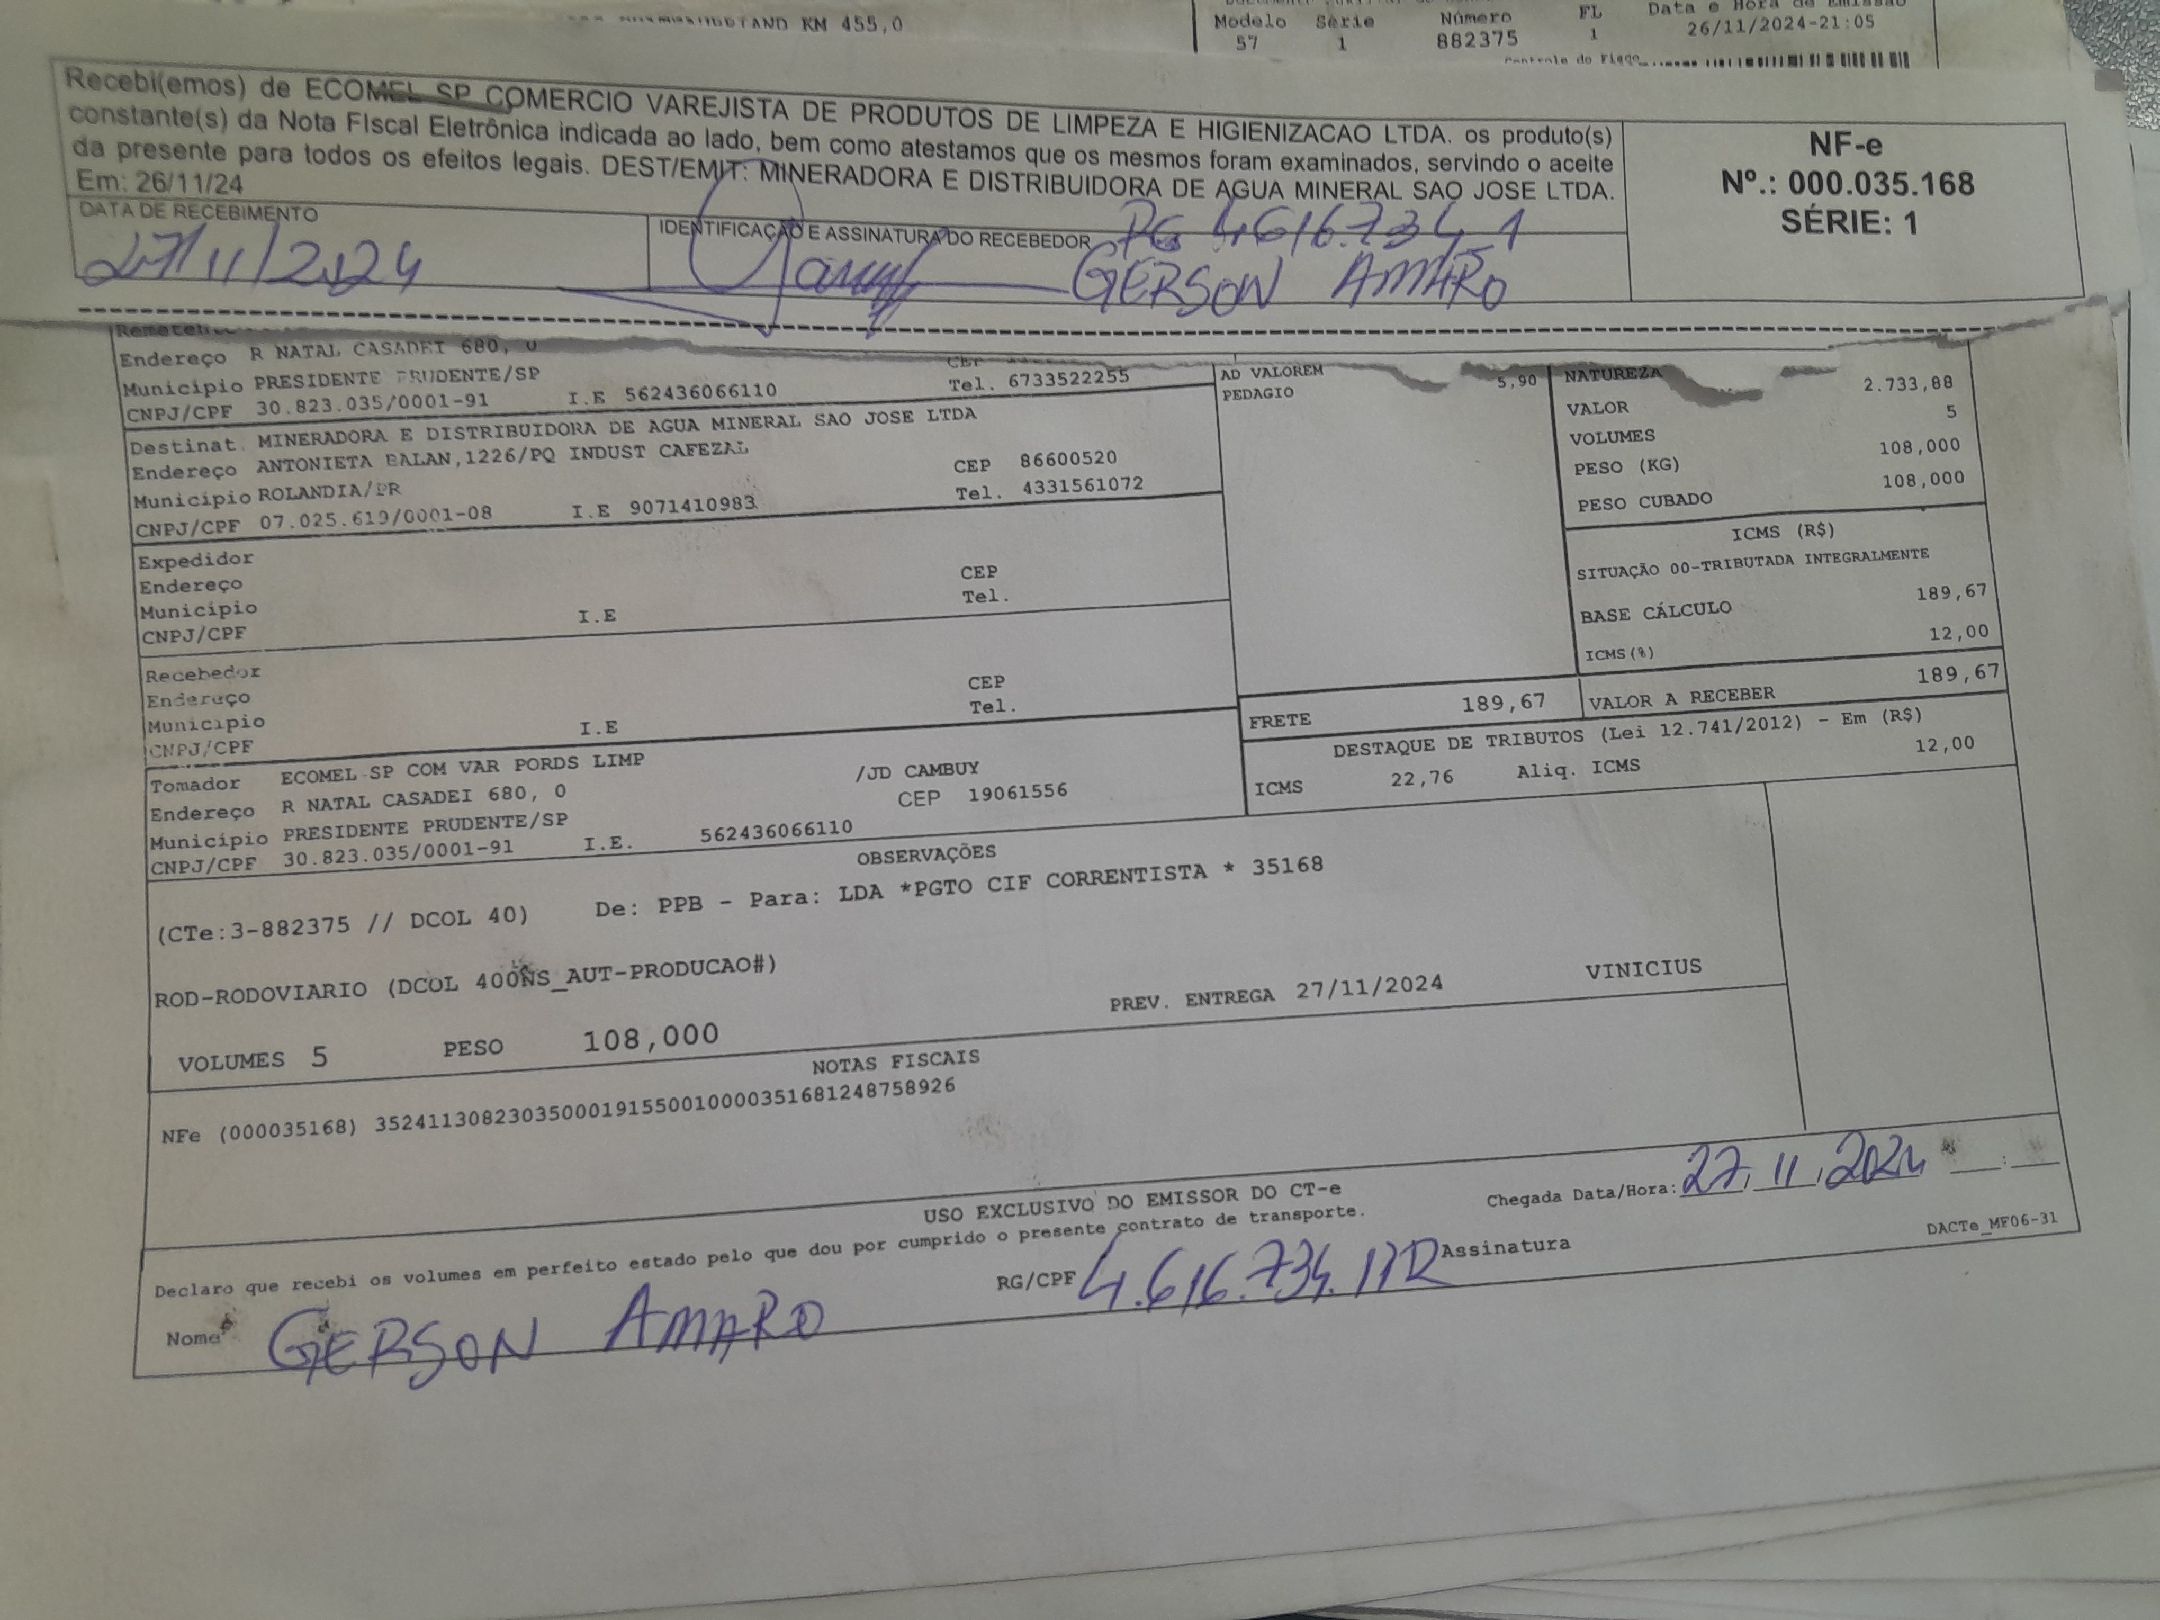 KM 455,0
Modelo Série Número FL Data e Hora de Emissão
57 1 882375 1 26/11/2024-21:05
Controle do Fisco
Recebi(emos) de ECOMEL SP COMERCIO VAREJISTA DE PRODUTOS DE LIMPEZA E HIGIENIZACAO LTDA. os produto(s)
constante(s) da Nota FIscal Eletrônica indicada ao lado, bem como atestamos que os mesmos foram examinados, servindo o aceite
da presente para todos os efeitos legais. DEST/EMIT: MINERADORA E DISTRIBUIDORA DE AGUA MINERAL SAO JOSE LTDA.
Em: 26/11/24
NF-e
Nº.: 000.035.168
SÉRIE: 1
DATA DE RECEBIMENTO
27/11/2024
IDENTIFICAÇÃO E ASSINATURA DO RECEBEDOR
4616.734 1
GERSON AMARO
Endereço R NATAL CASADEI 680, 0
Município PRESIDENTE PRUDENTE/SP CEP
CNPJ/CPF 30.823.035/0001-91 I.E 562436066110 Tel. 6733522255
Destinat. MINERADORA E DISTRIBUIDORA DE AGUA MINERAL SAO JOSE LTDA
Endereço ANTONIETA BALAN,1226/PQ INDUST CAFEZAL
Município ROLANDIA/PR CEP 86600520
CNPJ/CPF 07.025.619/0001-08 I.E 9071410983 Tel. 4331561072
Expedidor
Endereço
Município CEP
CNPJ/CPF I.E Tel.
Recebedor
Endereço
Município CEP
CNPJ/CPF I.E Tel.
Tomador ECOMEL SP COM VAR PORDS LIMP
Endereço R NATAL CASADEI 680, 0 /JD CAMBUY
Município PRESIDENTE PRUDENTE/SP CEP 19061556
CNPJ/CPF 30.823.035/0001-91 I.E. 562436066110
AD VALOREM 5,90
PEDAGIO
NATUREZA
VALOR 2.733,88
VOLUMES 5
PESO (KG) 108,000
PESO CUBADO 108,000
ICMS (R$)
SITUAÇÃO 00-TRIBUTADA INTEGRALMENTE
BASE CÁLCULO 189,67
ICMS(%) 12,00
FRETE 189,67 VALOR A RECEBER 189,67
DESTAQUE DE TRIBUTOS (Lei 12.741/2012) - Em (R$)
ICMS 22,76 Aliq. ICMS 12,00
OBSERVAÇÕES
(CTe:3-882375 // DCOL 40) De: PPB - Para: LDA *PGTO CIF CORRENTISTA * 35168
ROD-RODOVIARIO (DCOL 400NS_AUT-PRODUCAO#)
PREV. ENTREGA 27/11/2024 VINICIUS
VOLUMES 5 PESO 108,000
NOTAS FISCAIS
NFe (000035168) 35241130823035000191550010000351681248758926
USO EXCLUSIVO DO EMISSOR DO CT-e
Declaro que recebi os volumes em perfeito estado pelo que dou por cumprido o presente contrato de transporte.
Chegada Data/Hora: 27, 11, 2024 :
DACTe_MF06-31
Nome GERSON AMARO RG/CPF 4.616.734.1 Assinatura